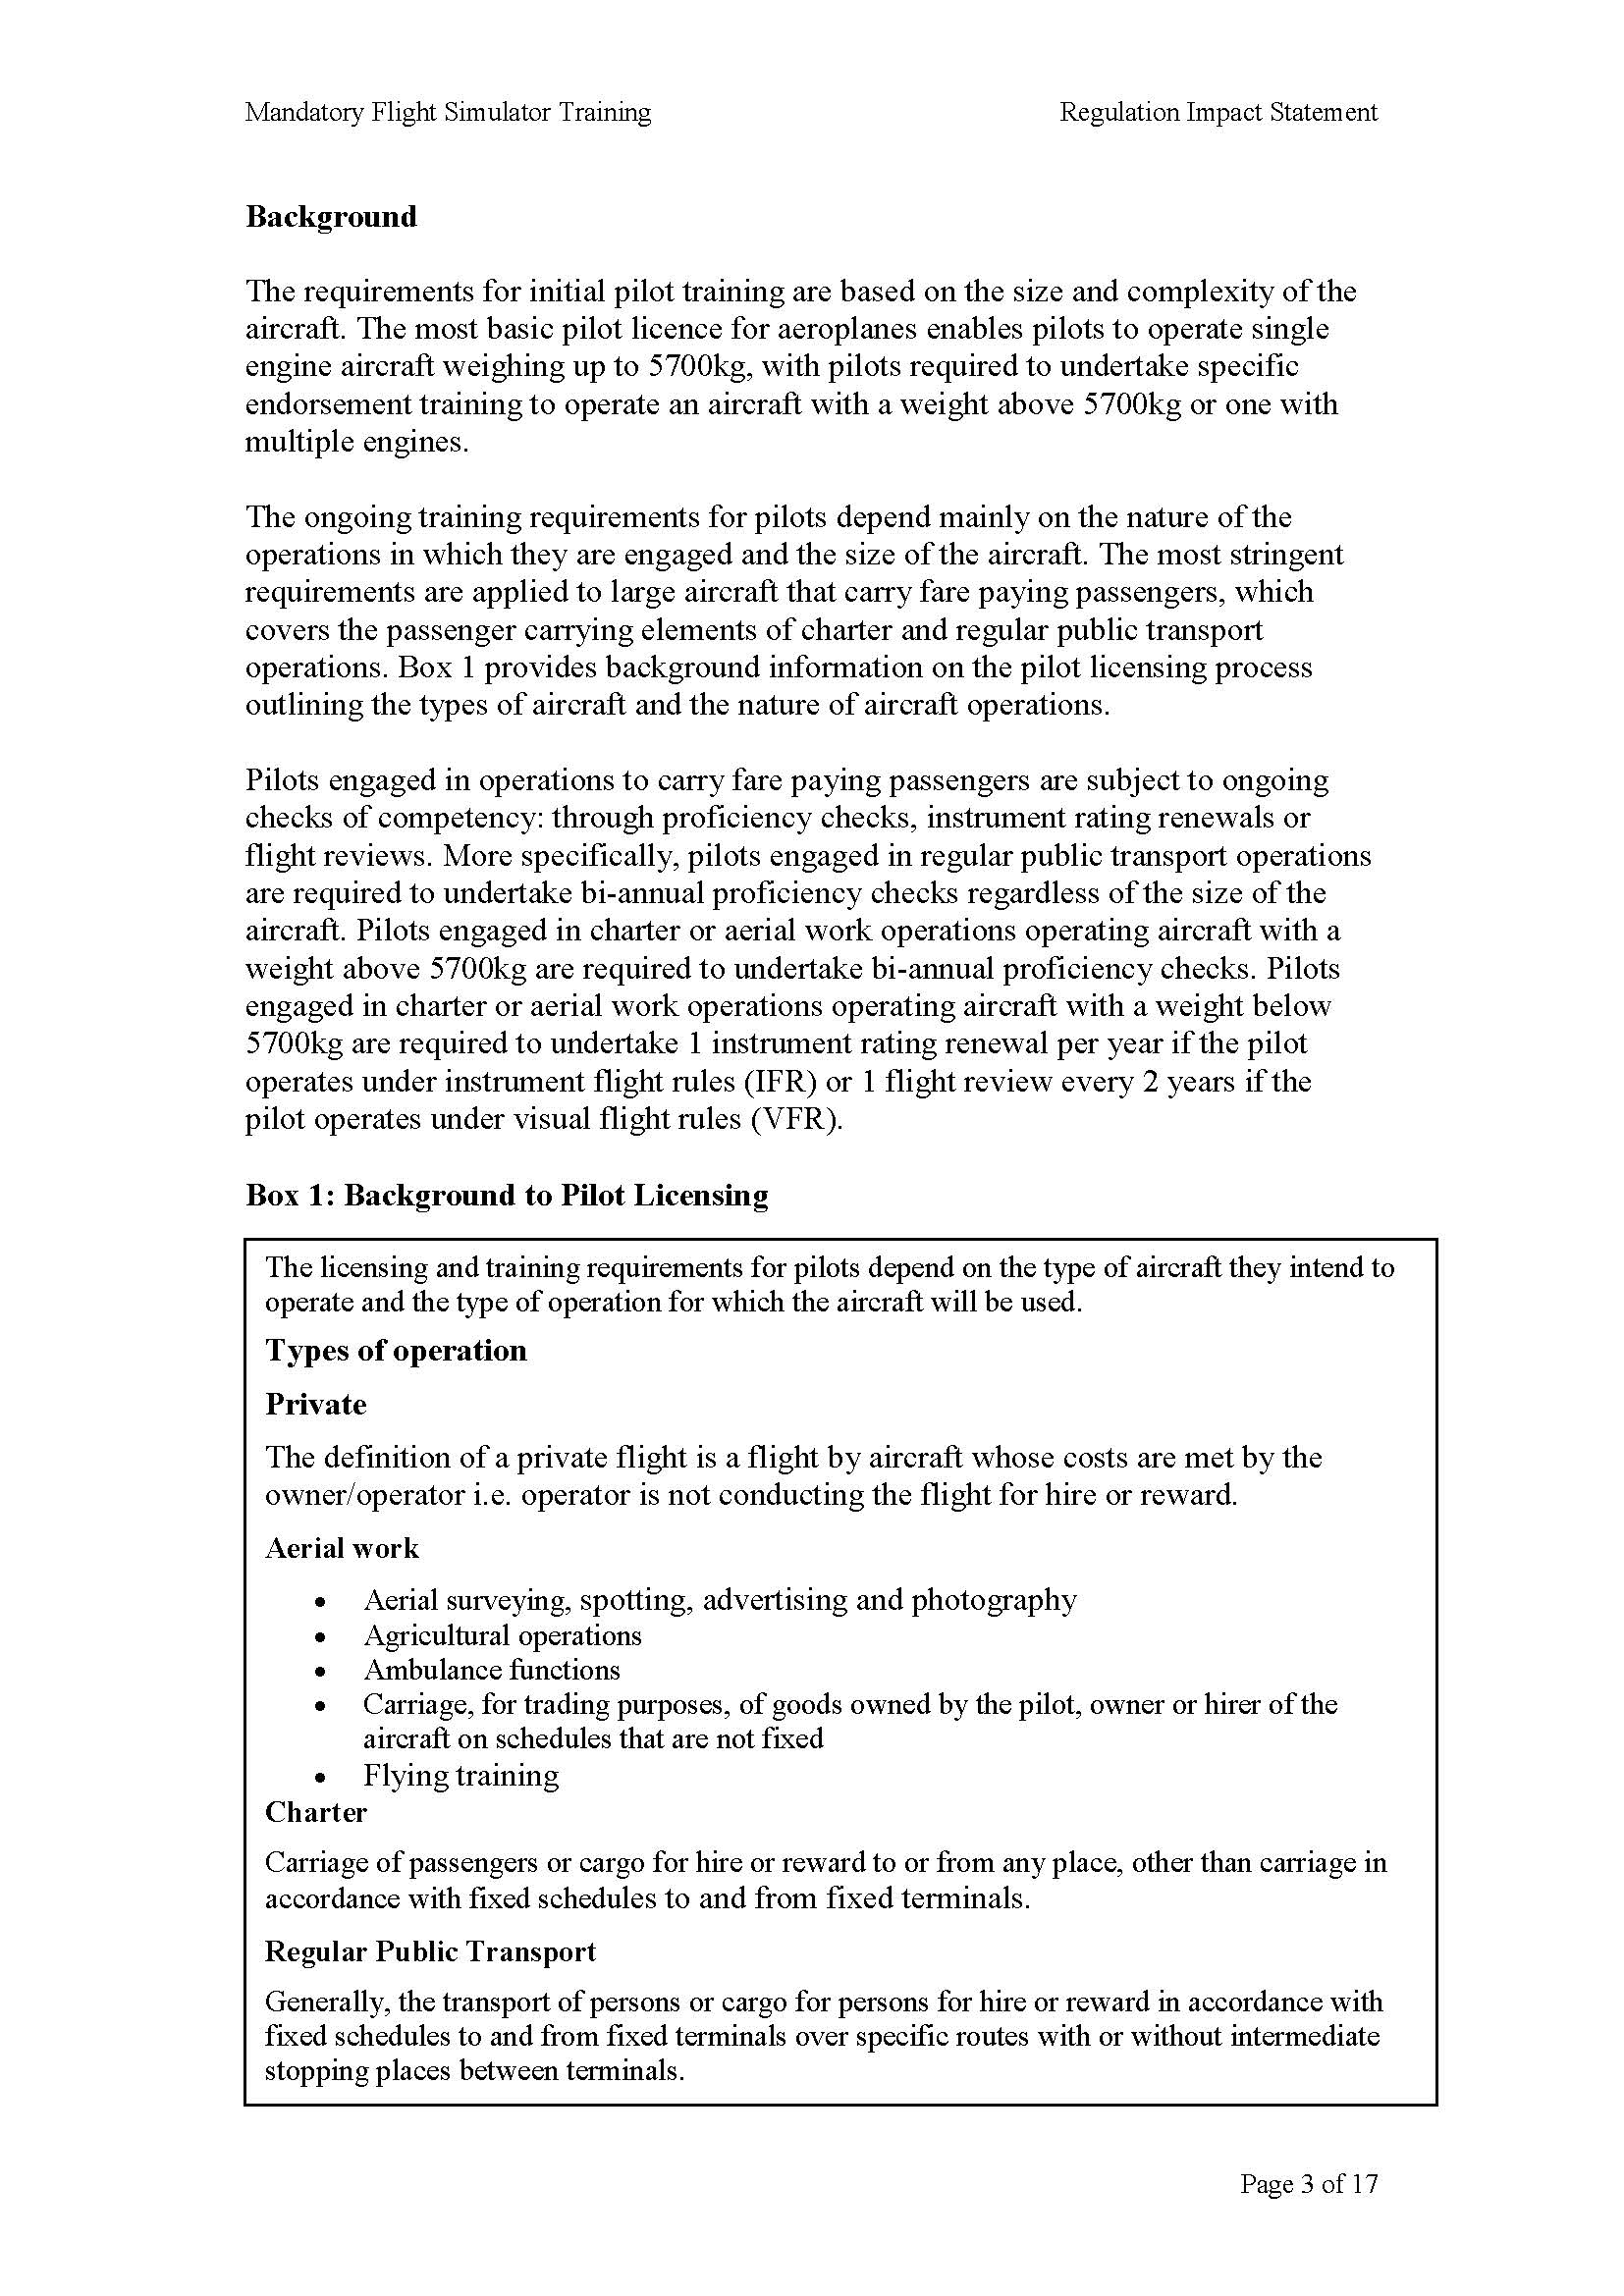 Mandatory Flight Simulator Training Regulation Impact Statement
Background
The requirements for initial pilot training are based on the size and complexity of the
aircraft. The most basic pilot licence for aeroplanes enables pilots to operate single
engine aircraft weighing up to 5700kg, with pilots required to undertake specific
endorsement training to operate an aircraft with a weight above 5700kg or one with
multiple engines.
The ongoing training requirements for pilots depend mainly on the nature of the
operations in which they are engaged and the size of the aircraft. The most stringent
requirements are applied to large aircraft that carry fare paying passengers, which
covers the passenger carrying elements of charter and regular public transport
operations. Box 1 provides background information on the pilot licensing process
outlining the types of aircraft and the nature of aircraft operations.
Pilots engaged in operations to carry fare paying passengers are subject to ongoing
checks of competency: through proficiency checks, instrument rating renewals or
flight reviews. More specifically, pilots engaged in regular public transport operations
are required to undertake bi-annual proficiency checks regardless of the size of the
aircraft. Pilots engaged in charter or aerial work operations operating aircraft with a
weight above 5700kg are required to undertake bi-annual proficiency checks. Pilots
engaged in charter or aerial work operations operating aircraft with a weight below
5700kg are required to undertake 1 instrument rating renewal per year if the pilot
operates under instrument flight rules (IFR) or 1 flight review every 2 years if the
pilot operates under visual flight rules (VFR).
Box 1: Background to Pilot Licensing
The licensing and training requirements for pilots depend on the type of aircraft they intend to
operate and the type of operation for which the aircraft will be used.
Types of operation
Private
The definition of a private flight is a flight by aircraft whose costs are met by the
owner/operator i.e. operator is not conducting the flight for hire or reward.
Aerial work
• Aerial surveying, spotting, advertising and photography
• Agricultural operations
• Ambulance functions
• Carriage, for trading purposes, of goods owned by the pilot, owner or hirer of the
aircraft on schedules that are not fixed
• Flying training
Charter
Carriage of passengers or cargo for hire or reward to or from any place, other than carriage in
accordance with fixed schedules to and from fixed terminals.
Regular Public Transport
Generally, the transport of persons or cargo for persons for hire or reward in accordance with
fixed schedules to and from fixed terminals over specific routes with or without intermediate
stopping places between terminals.
Page 3 of 17